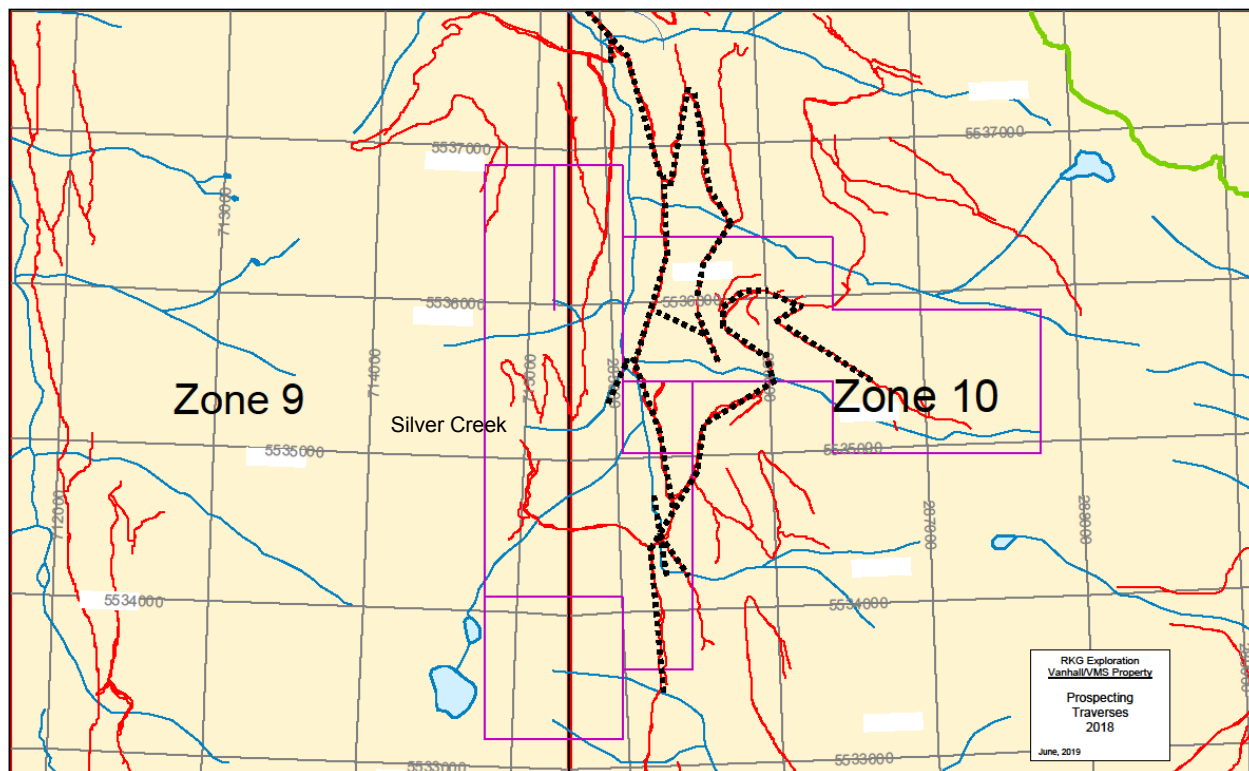 5537000
5537000
713000
5536000
5536000
714000
715000
Zone 9
Zone 10
Silver Creek
5535000
5535000
712000
287000
288000
5534000
5534000
RKG Exploration
Vanhall/VMS Property
Prospecting
Traverses
2018
June, 2019
5533000
5533000